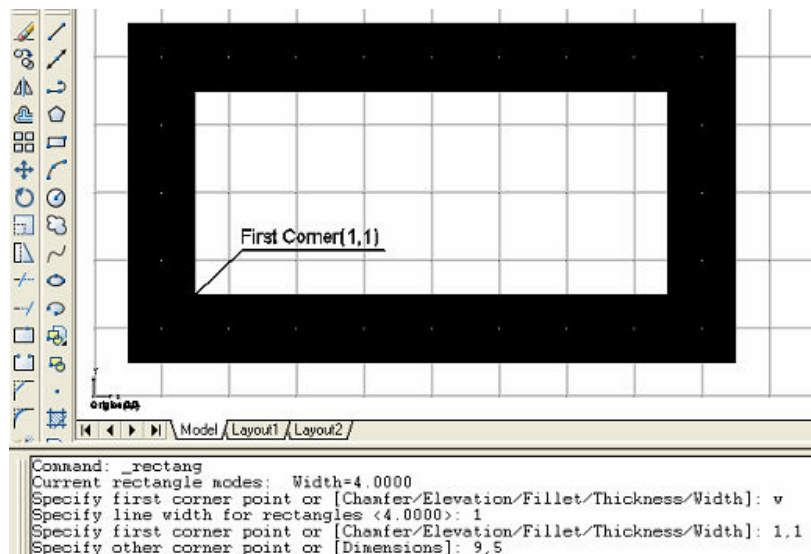 First Corner(1,1)
Model Layout1 Layout2
Command: _rectang
Current rectangle modes:  Width=4.0000
Specify first corner point or [Chamfer/Elevation/Fillet/Thickness/Width]: w
Specify line width for rectangles <4.0000>: 1
Specify first corner point or [Chamfer/Elevation/Fillet/Thickness/Width]: 1,1
Specify other corner point or [Dimensions]: 9,5